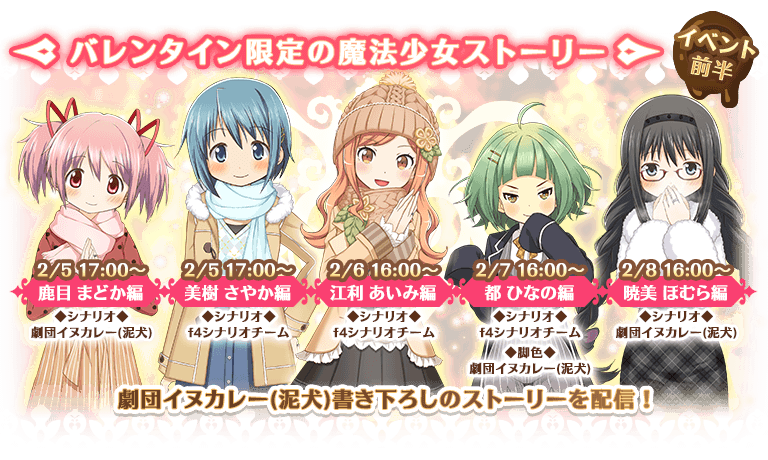 バレンタイン限定の魔法少女ストーリー
イベント
前半
2/5 17:00～
鹿目 まどか編
◆シナリオ◆
劇団イヌカレー(泥犬)
2/5 17:00～
美樹 さやか編
◆シナリオ◆
f4シナリオチーム
2/6 16:00～
江利 あいみ編
◆シナリオ◆
f4シナリオチーム
2/7 16:00～
都 ひなの編
◆シナリオ◆
f4シナリオチーム
◆脚色◆
劇団イヌカレー(泥犬)
2/8 16:00～
暁美 ほむら編
◆シナリオ◆
劇団イヌカレー(泥犬)
劇団イヌカレー(泥犬)書き下ろしのストーリーを配信！